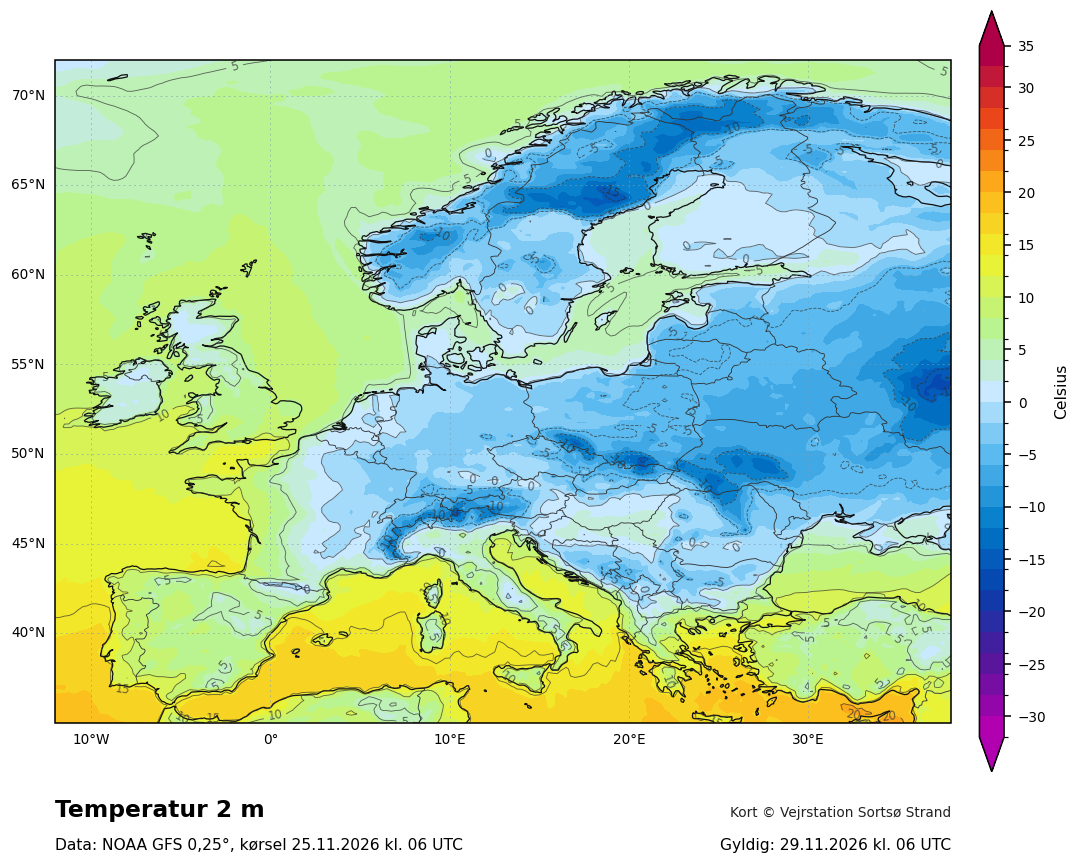 70°N
65°N
60°N
55°N
50°N
45°N
40°N
10°W
0°
10°E
20°E
30°E
35
30
25
20
15
10
5
0
−5
−10
−15
−20
−25
−30
Celsius
Temperatur 2 m
Kort © Vejrstation Sortsø Strand
Data: NOAA GFS 0,25°, kørsel 25.11.2026 kl. 06 UTC
Gyldig: 29.11.2026 kl. 06 UTC